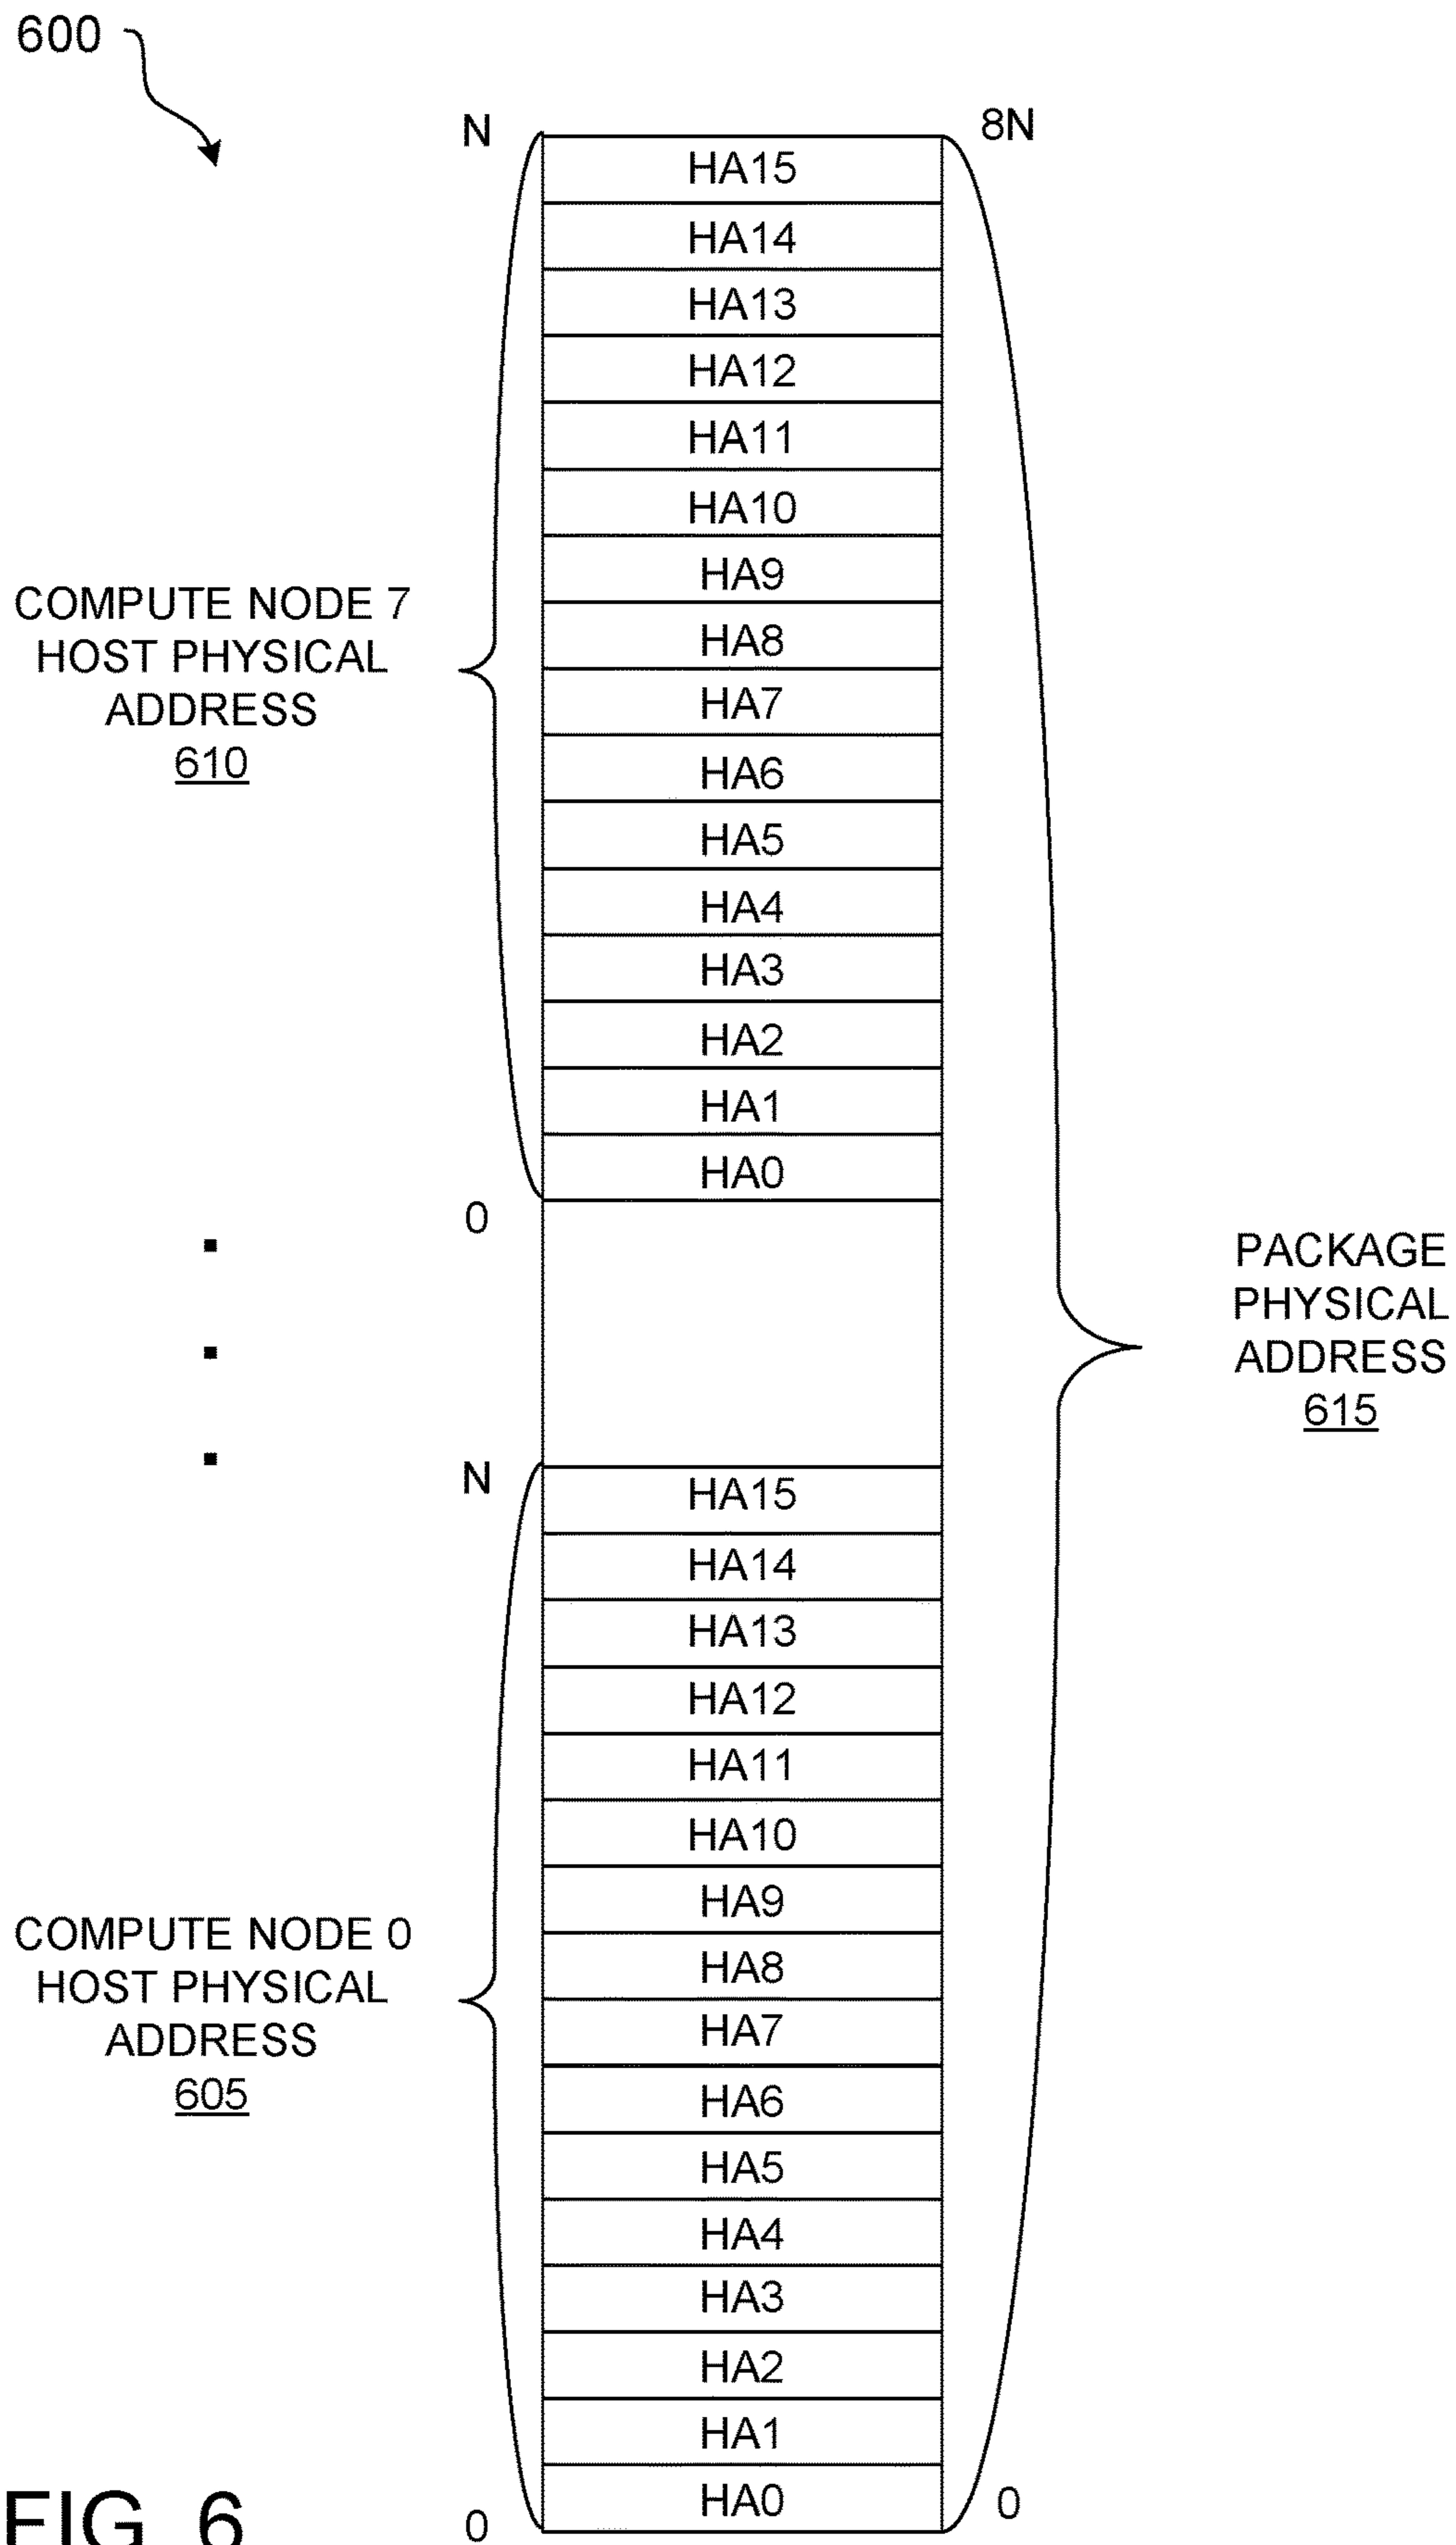 600
N
8N
HA15
HA14
HA13
HA12
HA11
HA10
HA9
HA8
HA7
HA6
HA5
HA4
HA3
HA2
HA1
HA0
COMPUTE NODE 7
HOST PHYSICAL
ADDRESS
610
0
PACKAGE
PHYSICAL
ADDRESS
615
N
HA15
HA14
HA13
HA12
HA11
HA10
HA9
HA8
HA7
HA6
HA5
HA4
HA3
HA2
HA1
HA0
COMPUTE NODE 0
HOST PHYSICAL
ADDRESS
605
0
0
FIG. 6